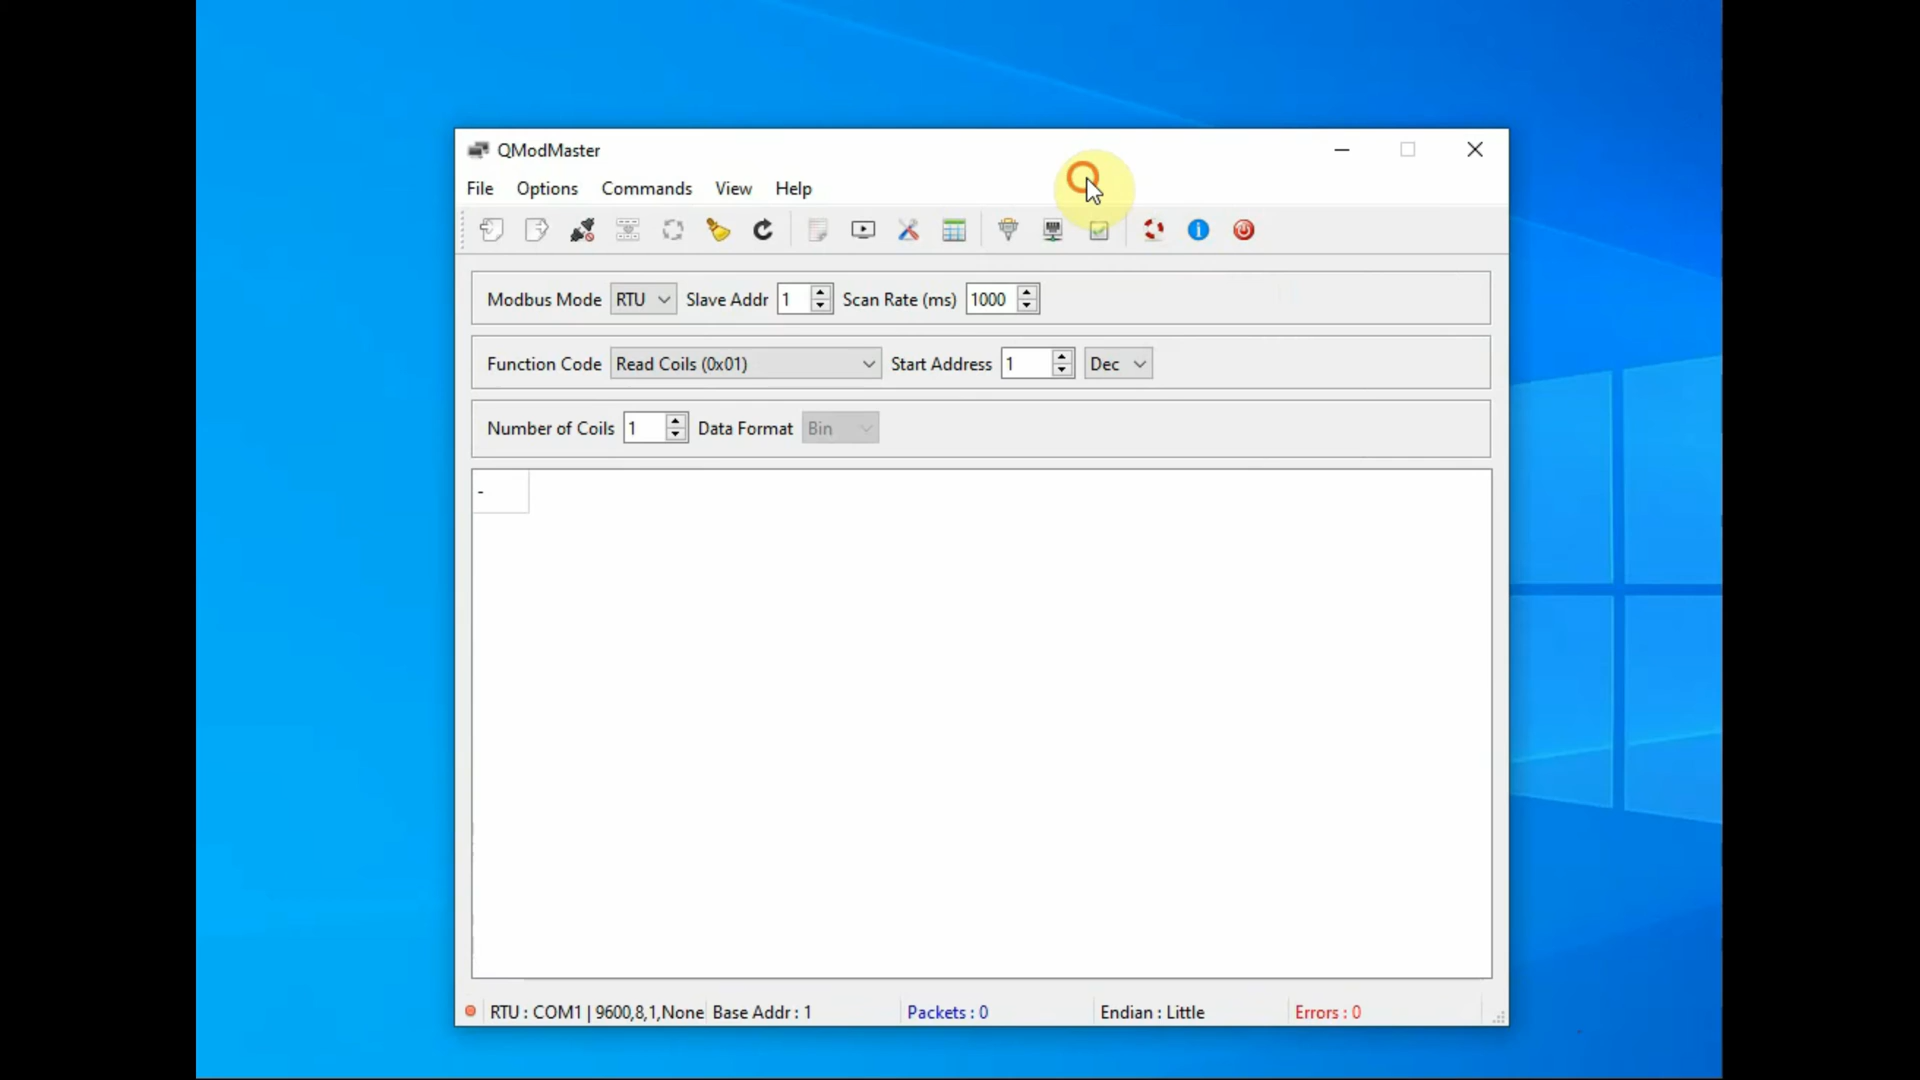 QModMaster
File Options Commands View Help
Modbus Mode RTU Slave Addr 1 Scan Rate (ms) 1000
Function Code Read Coils (0x01) Start Address 1 Dec
Number of Coils 1 Data Format Bin
-
RTU : COM1 | 9600,8,1,None Base Addr : 1 Packets : 0 Endian : Little Errors : 0